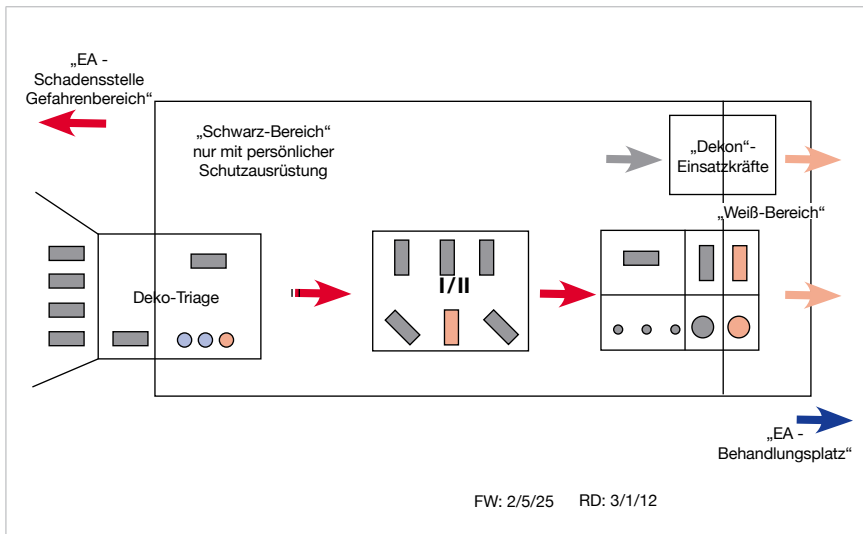 „EA -
Schadensstelle
Gefahrenbereich“
„Schwarz-Bereich“
nur mit persönlicher
Schutzausrüstung
„Dekon“-
Einsatzkräfte
„Weiß-Bereich“
Deko-Triage
I/II
„EA -
Behandlungsplatz“
FW: 2/5/25 RD: 3/1/12